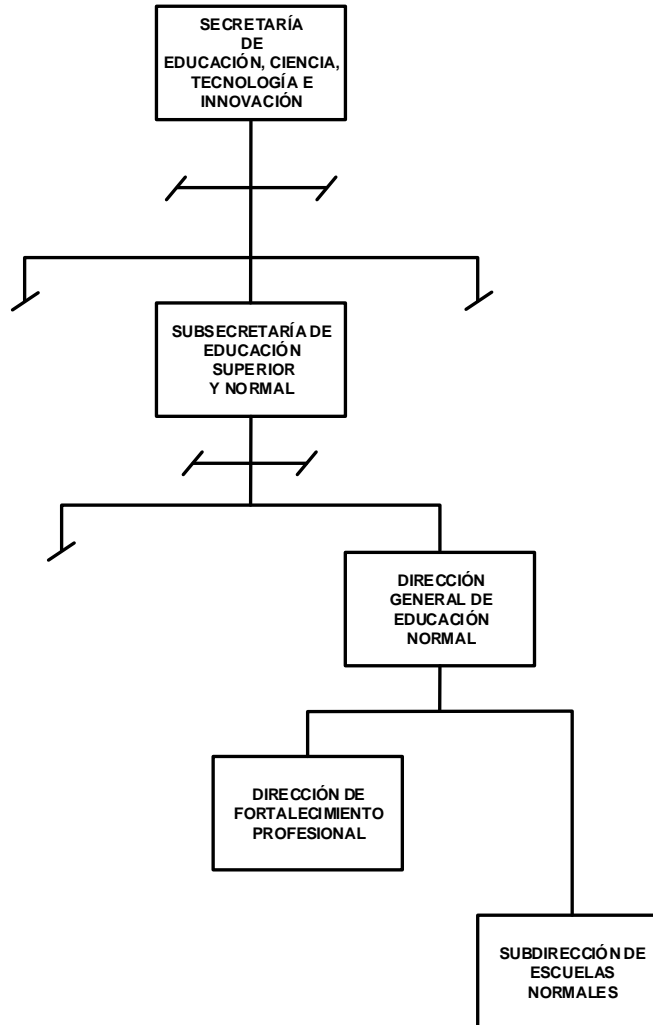 SECRETARÍA
DE
EDUCACIÓN, CIENCIA,
TECNOLOGÍA E
INNOVACIÓN
SUBSECRETARÍA DE
EDUCACIÓN
SUPERIOR
Y NORMAL
DIRECCIÓN
GENERAL DE
EDUCACIÓN
NORMAL
DIRECCIÓN DE
FORTALECIMIENTO
PROFESIONAL
SUBDIRECCIÓN DE
ESCUELAS
NORMALES